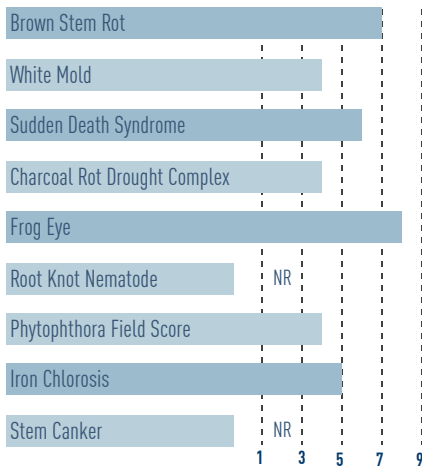 Brown Stem Rot
White Mold
Sudden Death Syndrome
Charcoal Rot Drought Complex
Frog Eye
Root Knot Nematode NR
Phytophthora Field Score
Iron Chlorosis
Stem Canker NR
1 3 5 7 9